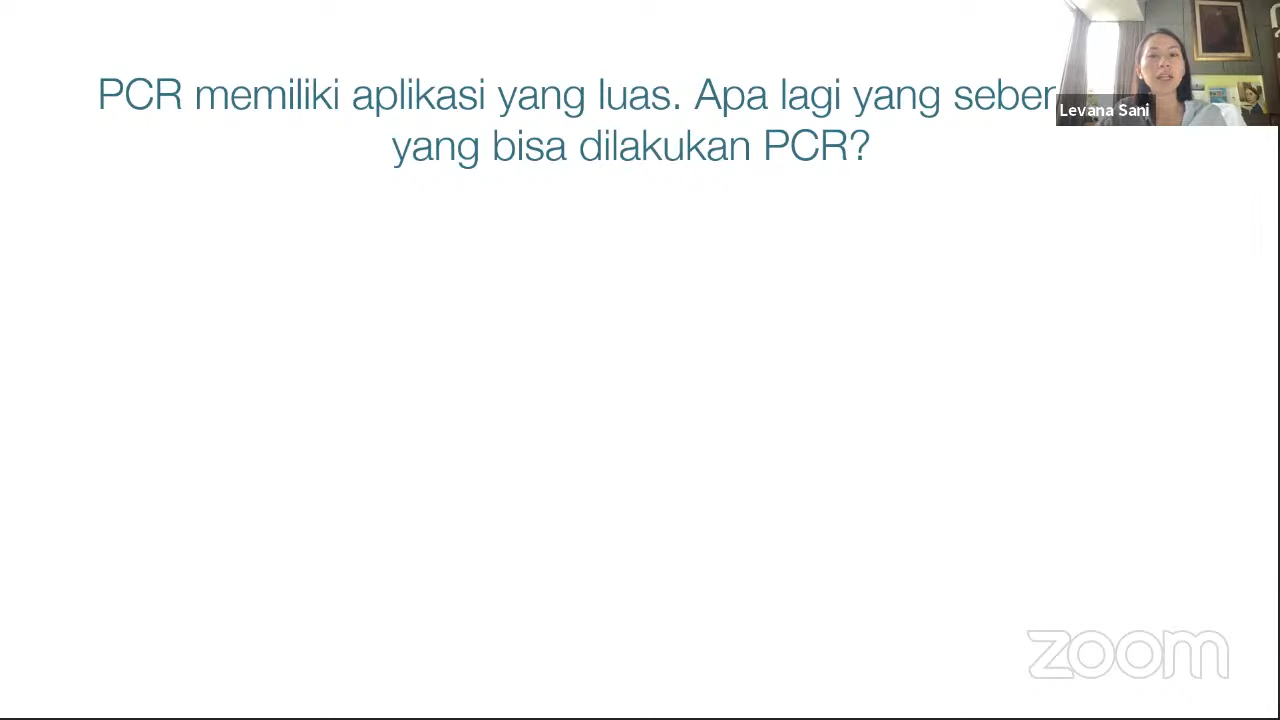 PCR memiliki aplikasi yang luas. Apa lagi yang seber
yang bisa dilakukan PCR?
Levana Sani
zoom